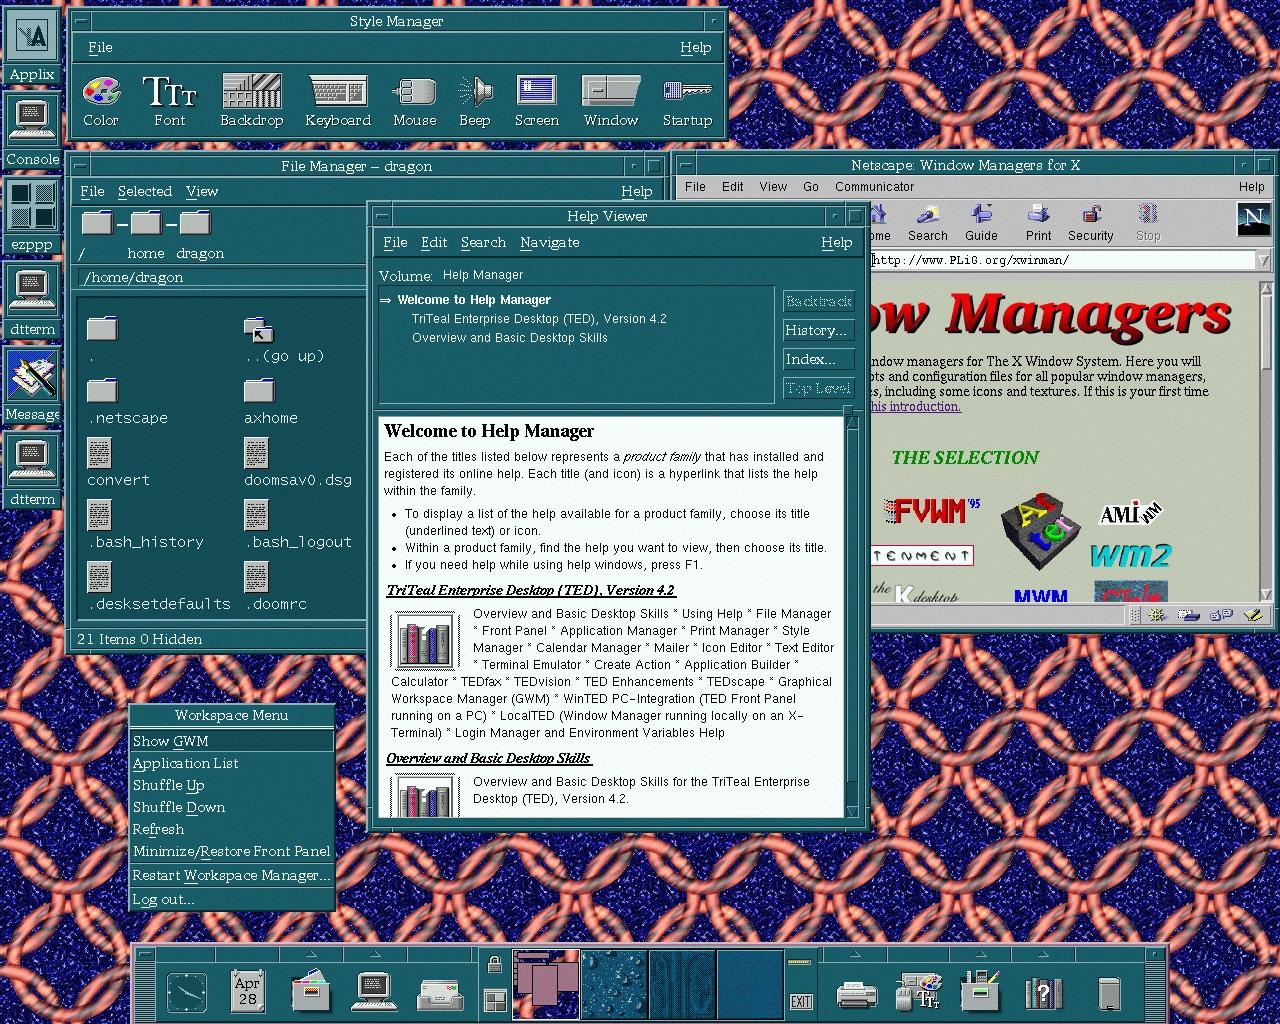 Applix
Console
ezppp
dtterm
Message
dtterm
Style Manager
File
Help
Color
Font
Backdrop
Keyboard
Mouse
Beep
Screen
Window
Startup
File Manager – dragon
File Selected View
Help
/ home dragon
/home/dragon
.
..(go up)
.netscape
axhome
convert
doomsav0.dsg
.bash_history
.bash_logout
.desksetdefaults
.doomrc
21 Items 0 Hidden
Netscape: Window Managers for X
File Edit View Go Communicator
Help
Search
Guide
Print
Security
Stop
N
http://www.PLiG.org/xwinman/
Managers
managers for The X Window System. Here you will
and configuration files for all popular window managers,
including some icons and textures. If this is your first time
this introduction.
THE SELECTION
FVWM '95
AfterStep
AMIWM
wm2
the K desktop
MWM
Help Viewer
File Edit Search Navigate
Help
Volume: Help Manager
⇒ Welcome to Help Manager
TriTeal Enterprise Desktop (TED), Version 4.2
Overview and Basic Desktop Skills
Backtrack
History...
Index...
Top Level
Welcome to Help Manager
Each of the titles listed below represents a product family that has installed and
registered its online help. Each title (and icon) is a hyperlink that lists the help
within the family.
• To display a list of the help available for a product family, choose its title
(underlined text) or icon.
• Within a product family, find the help you want to view, then choose its title.
• If you need help while using help windows, press F1.
TriTeal Enterprise Desktop (TED), Version 4.2
Overview and Basic Desktop Skills * Using Help * File Manager
* Front Panel * Application Manager * Print Manager * Style
Manager * Calendar Manager * Mailer * Icon Editor * Text Editor
* Terminal Emulator * Create Action * Application Builder *
Calculator * TEDfax * TEDvision * TED Enhancements * TEDscape * Graphical
Workspace Manager (GWM) * WinTED PC-Integration (TED Front Panel
running on a PC) * LocalTED (Window Manager running locally on an X-
Terminal) * Login Manager and Environment Variables Help
Overview and Basic Desktop Skills
Overview and Basic Desktop Skills for the TriTeal Enterprise
Desktop (TED), Version 4.2.
Workspace Menu
Show GWM
Application List
Shuffle Up
Shuffle Down
Refresh
Minimize/Restore Front Panel
Restart Workspace Manager...
Log out...
Apr
28
EXIT